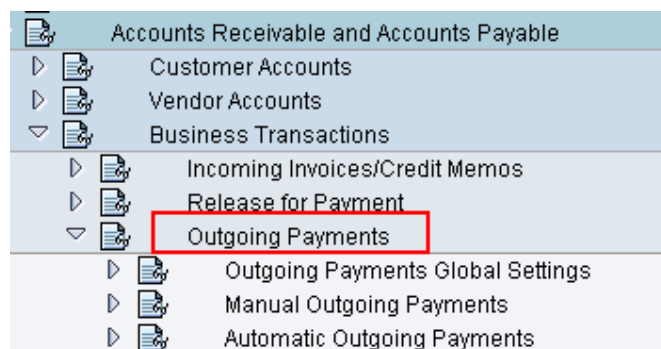 Accounts Receivable and Accounts Payable
Customer Accounts
Vendor Accounts
Business Transactions
Incoming Invoices/Credit Memos
Release for Payment
Outgoing Payments
Outgoing Payments Global Settings
Manual Outgoing Payments
Automatic Outgoing Payments